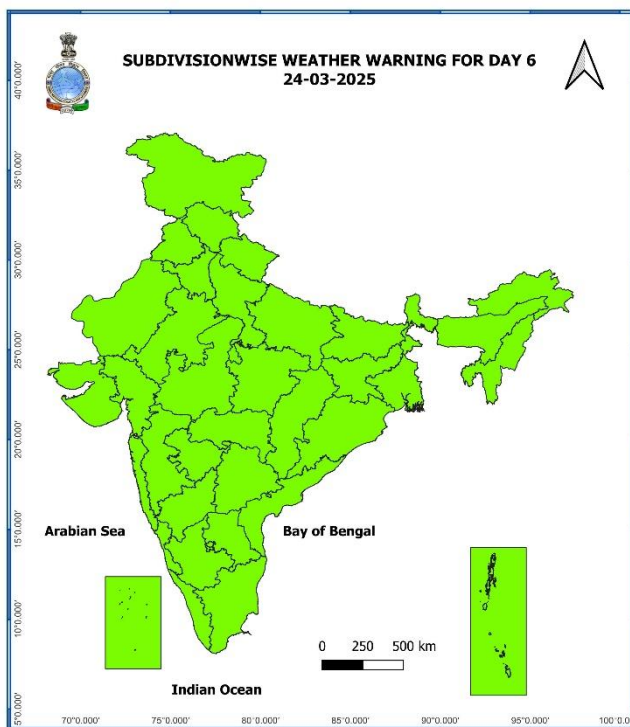 SUBDIVISIONWISE WEATHER WARNING FOR DAY 6
24-03-2025
40°0.000'
35°0.000'
30°0.000'
25°0.000'
20°0.000'
15°0.000'
10°0.000'
5°0.000'
Arabian Sea
Bay of Bengal
0 250 500 km
Indian Ocean
70°0.000' 75°0.000' 80°0.000' 85°0.000' 90°0.000' 95°0.000'